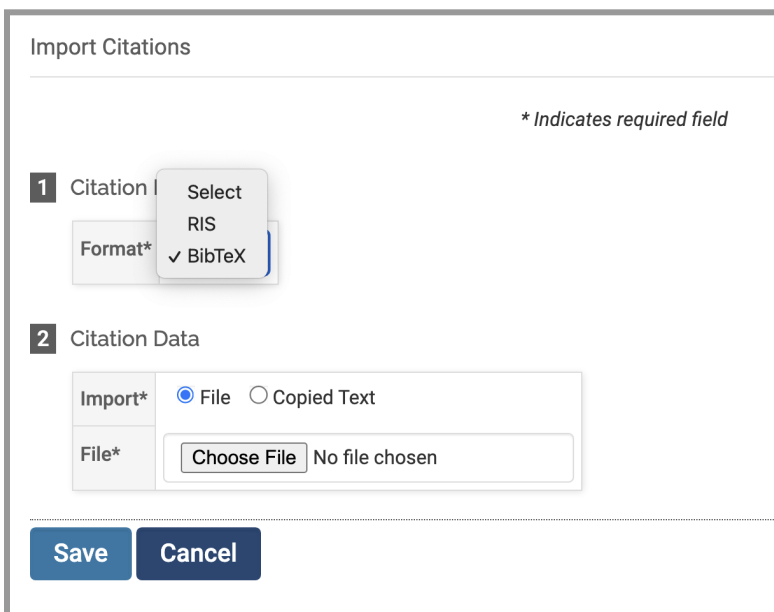 Import Citations
* Indicates required field
1 Citation
Select
RIS
Format*
✓ BibTeX
2 Citation Data
Import* File Copied Text
File* Choose File No file chosen
Save Cancel